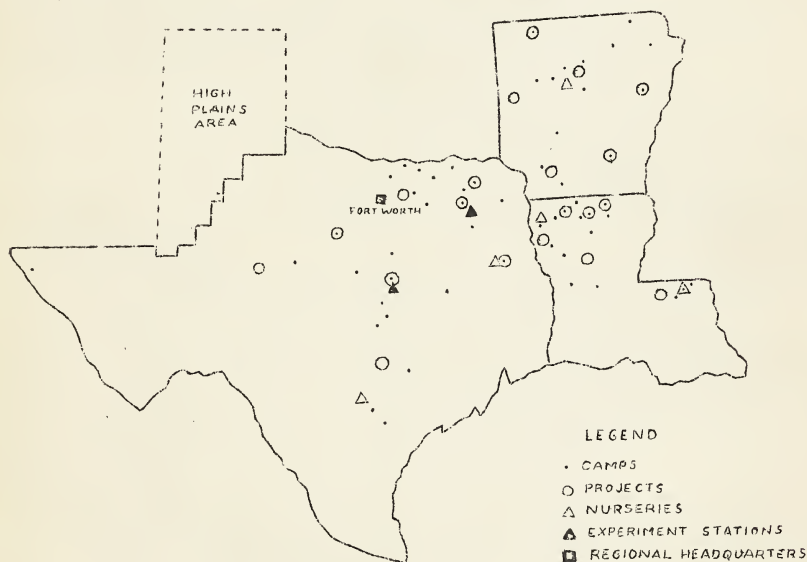 HIGH
PLAINS
AREA
FORT WORTH
LEGEND
CAMPS
PROJECTS
NURSERIES
EXPERIMENT STATIONS
REGIONAL HEADQUARTERS